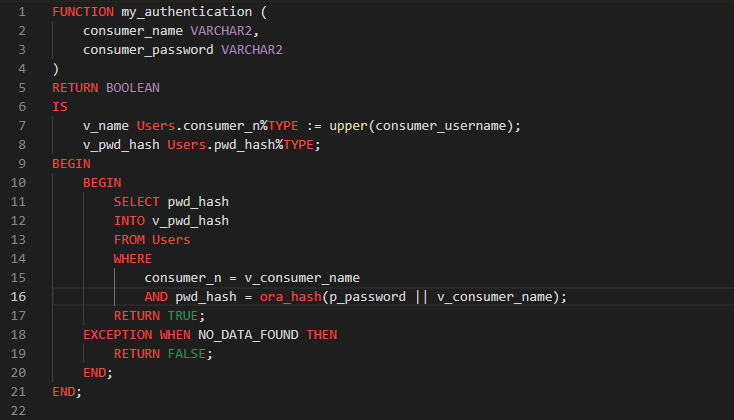 1 FUNCTION my_authentication (
2 consumer_name VARCHAR2,
3 consumer_password VARCHAR2
4 )
5 RETURN BOOLEAN
6 IS
7 v_name Users.consumer_n%TYPE := upper(consumer_username);
8 v_pwd_hash Users.pwd_hash%TYPE;
9 BEGIN
10 BEGIN
11 SELECT pwd_hash
12 INTO v_pwd_hash
13 FROM Users
14 WHERE
15 consumer_n = v_consumer_name
16 AND pwd_hash = ora_hash(p_password || v_consumer_name);
17 RETURN TRUE;
18 EXCEPTION WHEN NO_DATA_FOUND THEN
19 RETURN FALSE;
20 END;
21 END;
22